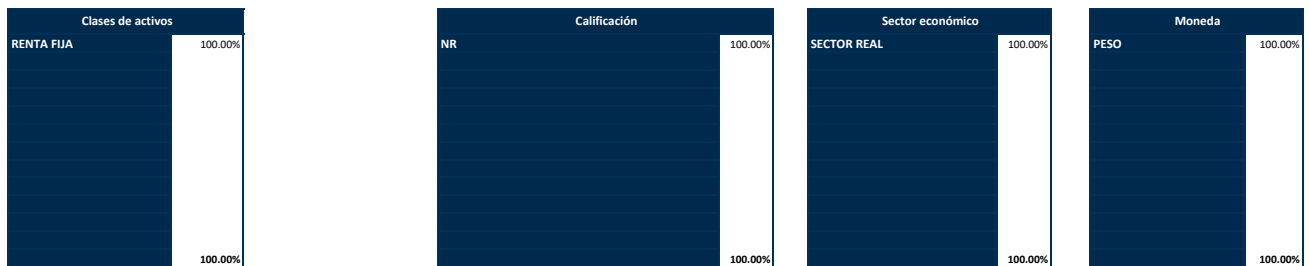 Clases de activos
RENTA FIJA 100.00%
100.00%
Calificación
NR 100.00%
100.00%
Sector económico
SECTOR REAL 100.00%
100.00%
Moneda
PESO 100.00%
100.00%